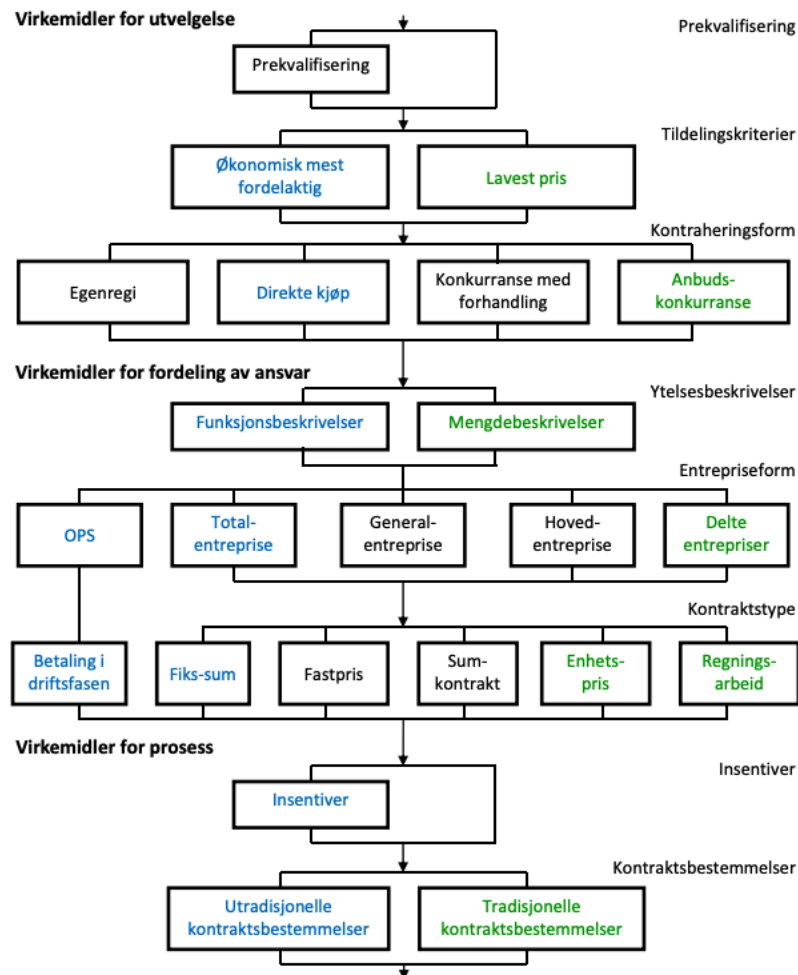 Virkemidler for utvelgelse
Prekvalifisering
Prekvalifisering
Tildelingskriterier
Økonomisk mest
fordelaktig
Lavest pris
Kontraheringsform
Egenregi
Direkte kjøp
Konkurranse med
forhandling
Anbuds-
konkurranse
Virkemidler for fordeling av ansvar
Ytelsesbeskrivelser
Funksjonsbeskrivelser
Mengdebeskrivelser
Entrepriseform
OPS
Total-
entreprise
General-
entreprise
Hoved-
entreprise
Delte
entrepriser
Kontraktstype
Betaling i
driftsfasen
Fiks-sum
Fastpris
Sum-
kontrakt
Enhets-
pris
Regnings-
arbeid
Virkemidler for prosess
Insentiver
Insentiver
Kontraktsbestemmelser
Utradisjonelle
kontraktsbestemmelser
Tradisjonelle
kontraktsbestemmelser